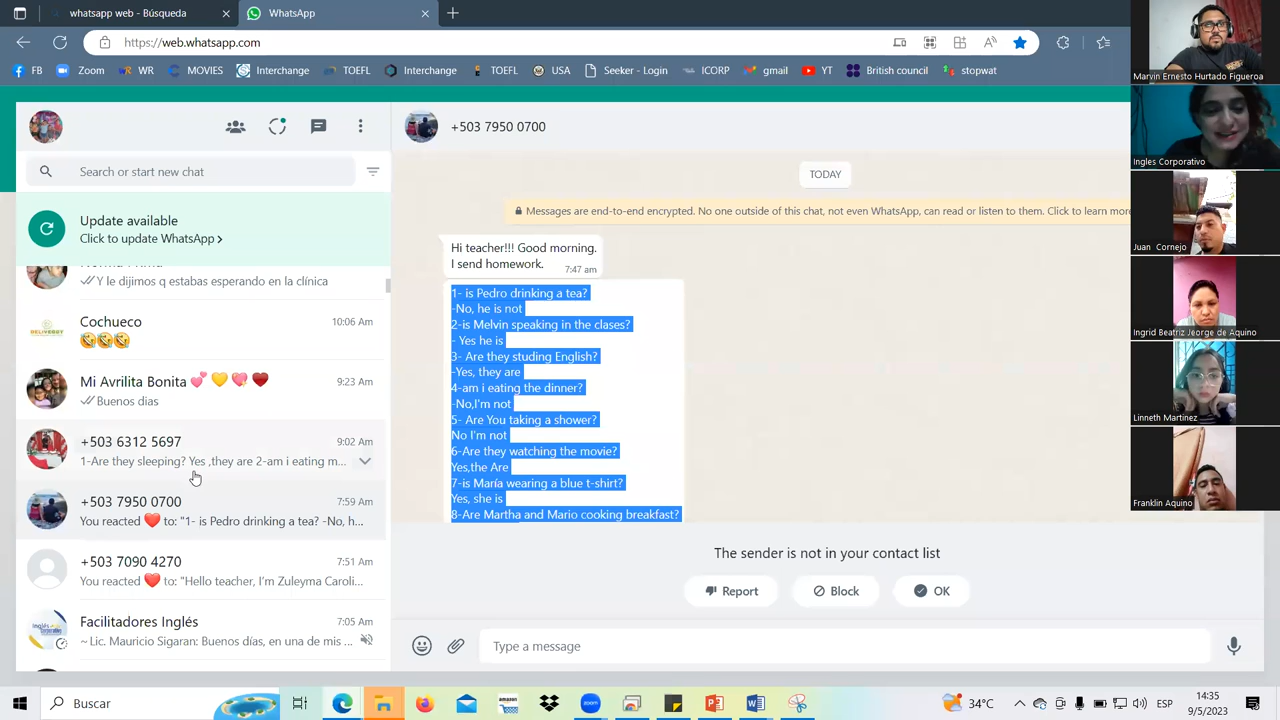 whatsapp web - Búsqueda
WhatsApp
https://web.whatsapp.com
FB
Zoom
WR
MOVIES
Interchange
TOEFL
Interchange
TOEFL
USA
Seeker - Login
ICORP
gmail
YT
British council
stopwat
Search or start new chat
Update available
Click to update WhatsApp
Y le dijimos q estabas esperando en la clínica
Cochueco
10:06 Am
Mi Avrilita Bonita
9:23 Am
Buenos dias
+503 6312 5697
9:02 Am
1-Are they sleeping? Yes ,they are 2-am i eating m...
+503 7950 0700
7:59 Am
You reacted ❤️ to: "1- is Pedro drinking a tea? -No, h...
+503 7090 4270
7:51 Am
You reacted ❤️ to: "Hello teacher, I'm Zuleyma Caroli...
Facilitadores Inglés
7:05 Am
~ Lic. Mauricio Sigaran: Buenos días, en una de mis ...
+503 7950 0700
TODAY
Messages are end-to-end encrypted. No one outside of this chat, not even WhatsApp, can read or listen to them. Click to learn more
Hi teacher!!! Good morning.
I send homework.
7:47 am
1- is Pedro drinking a tea?
-No, he is not
2-is Melvin speaking in the clases?
- Yes he is
3- Are they studing English?
-Yes, they are
4-am i eating the dinner?
-No,I'm not
5- Are You taking a shower?
No I'm not
6-Are they watching the movie?
Yes,the Are
7-is María wearing a blue t-shirt?
Yes, she is
8-Are Martha and Mario cooking breakfast?
The sender is not in your contact list
Report
Block
OK
Type a message
Marvin Ernesto Hurtado Figueroa
Ingles Corporativo
Juan Cornejo
Ingrid Beatriz Jeorge de Aquino
Linneth Martinez
Franklin Aquino
Buscar
34°C
ESP
14:35
9/5/2023